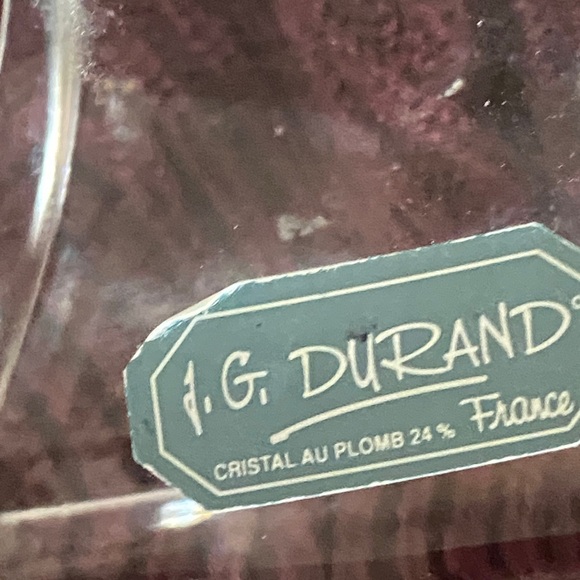 J.G. DURAND®
France
CRISTAL AU PLOMB 24 %